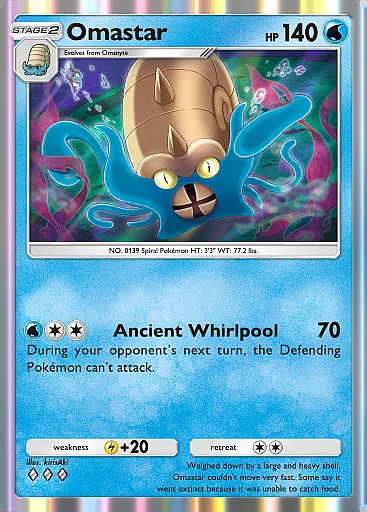 STAGE 2
Omastar
HP 140
Evolves from Omanyte
NO. 0139 Spiral Pokémon HT: 3'3" WT: 77.2 lbs.
Ancient Whirlpool 70
During your opponent's next turn, the Defending
Pokémon can't attack.
weakness +20
retreat
Illus. kirisAki
Weighed down by a large and heavy shell,
Omastar couldn't move very fast. Some say it
went extinct because it was unable to catch food.